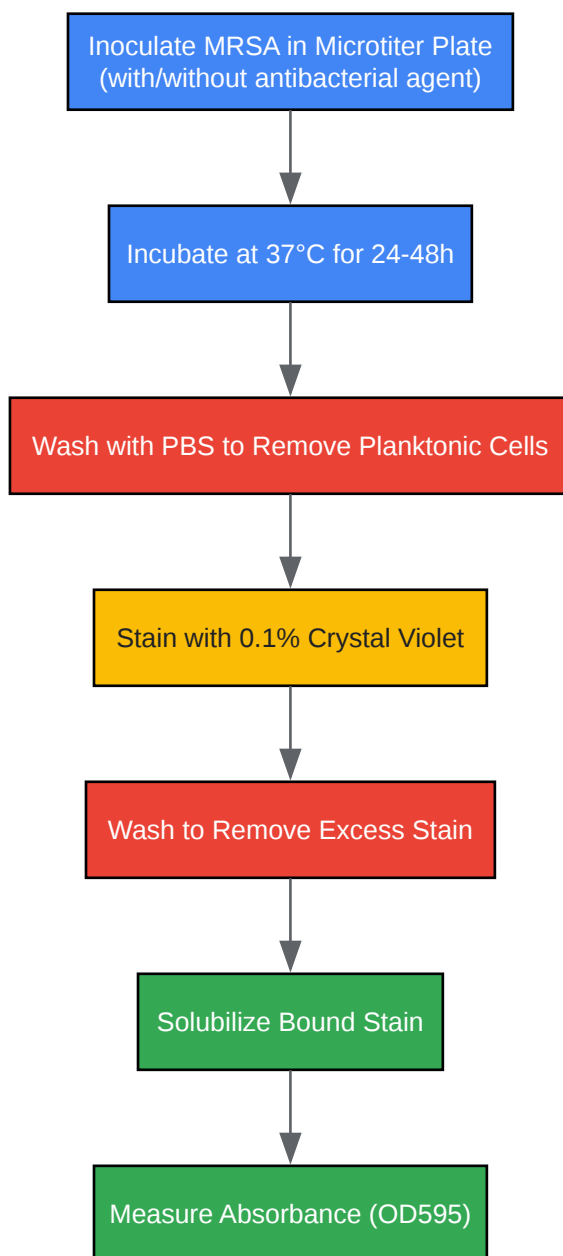 Inoculate MRSA in Microtiter Plate
(with/without antibacterial agent)
Incubate at 37°C for 24-48h
Wash with PBS to Remove Planktonic Cells
Stain with 0.1% Crystal Violet
Wash to Remove Excess Stain
Solubilize Bound Stain
Measure Absorbance (OD595)